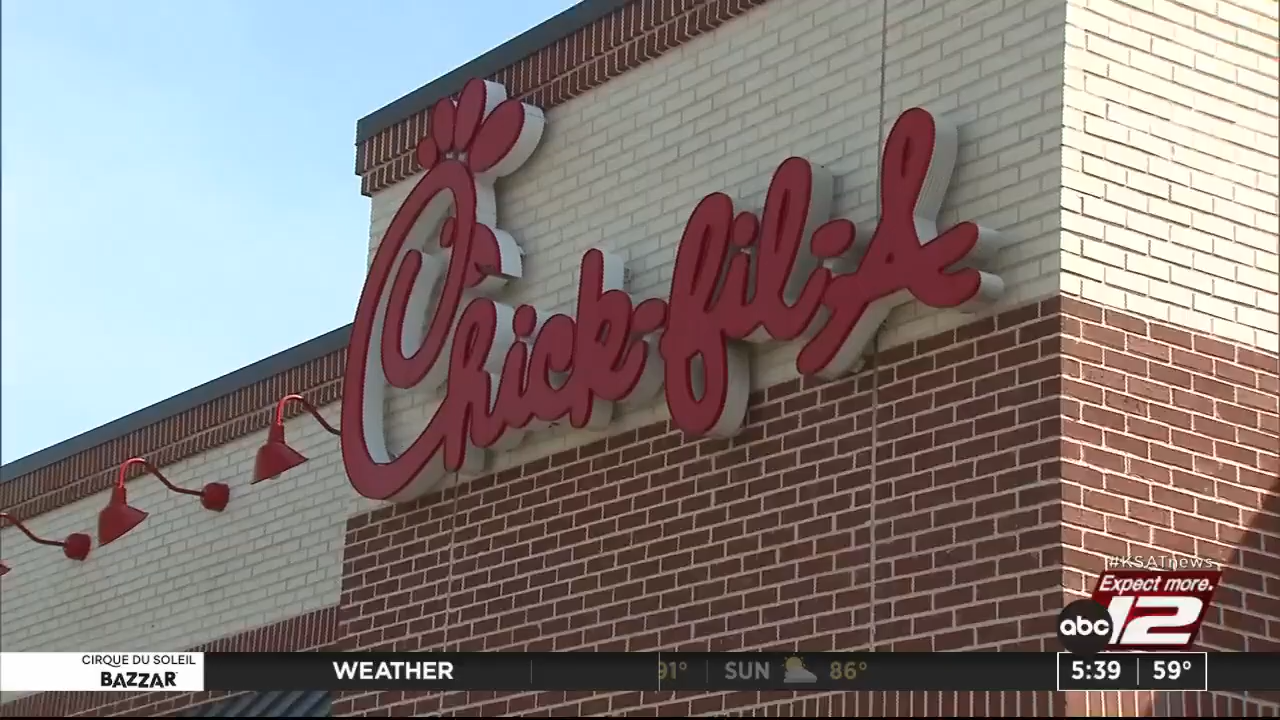 Chick-fil-A
#KSATnews
Expect more.
abc 12
CIRQUE DU SOLEIL
BAZZAR
WEATHER
91° SUN 86°
5:39 59°